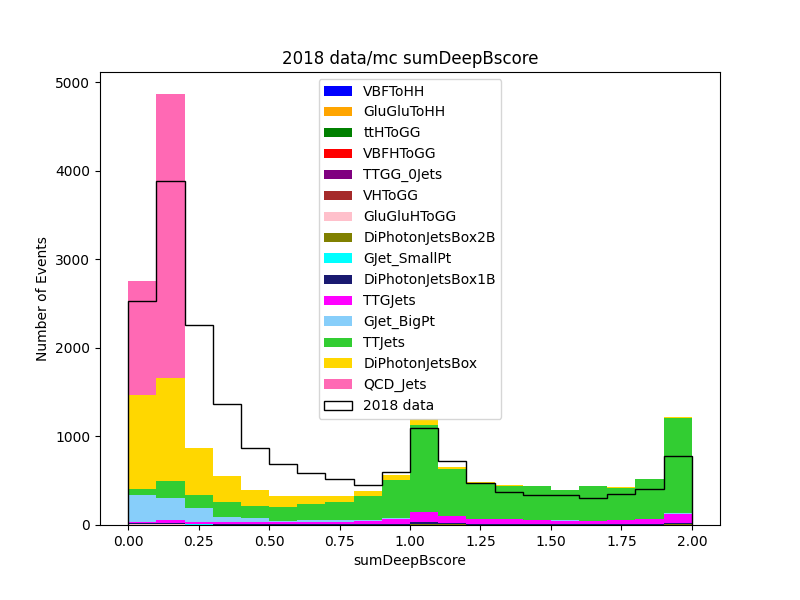 2018 data/mc sumDeepBscore
5000
4000
3000
2000
1000
0
Number of Events
VBFToHH
GluGluToHH
ttHToGG
VBFHToGG
TTGG_0Jets
VHToGG
GluGluHToGG
DiPhotonJetsBox2B
GJet_SmallPt
DiPhotonJetsBox1B
TTGJets
GJet_BigPt
TTJets
DiPhotonJetsBox
QCD_Jets
2018 data
0.00 0.25 0.50 0.75 1.00 1.25 1.50 1.75 2.00
sumDeepBscore